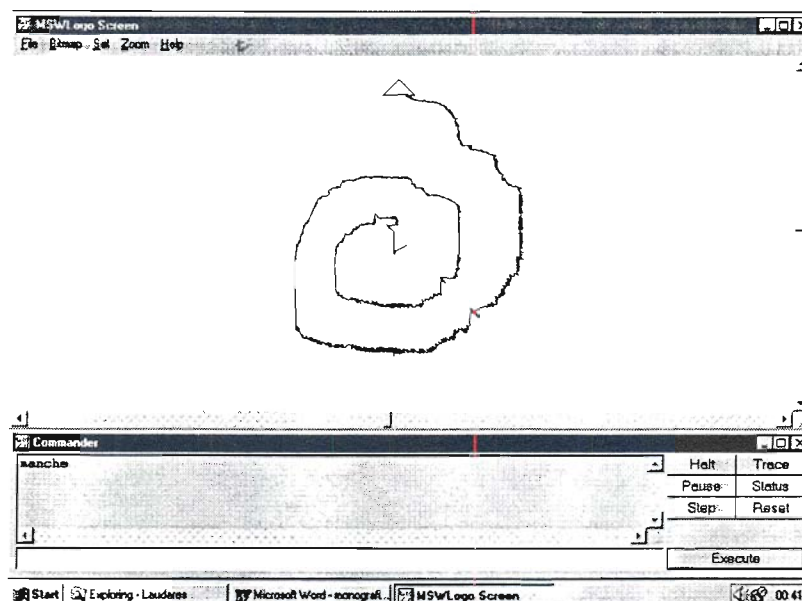 MSWLogo Screen
File Bitmap Set Zoom Help
Commander
manche
Halt Trace
Pause Status
Step Reset
Execute
Start Exploring - Laudares Microsoft Word - monografi... MSWLogo Screen 00:41